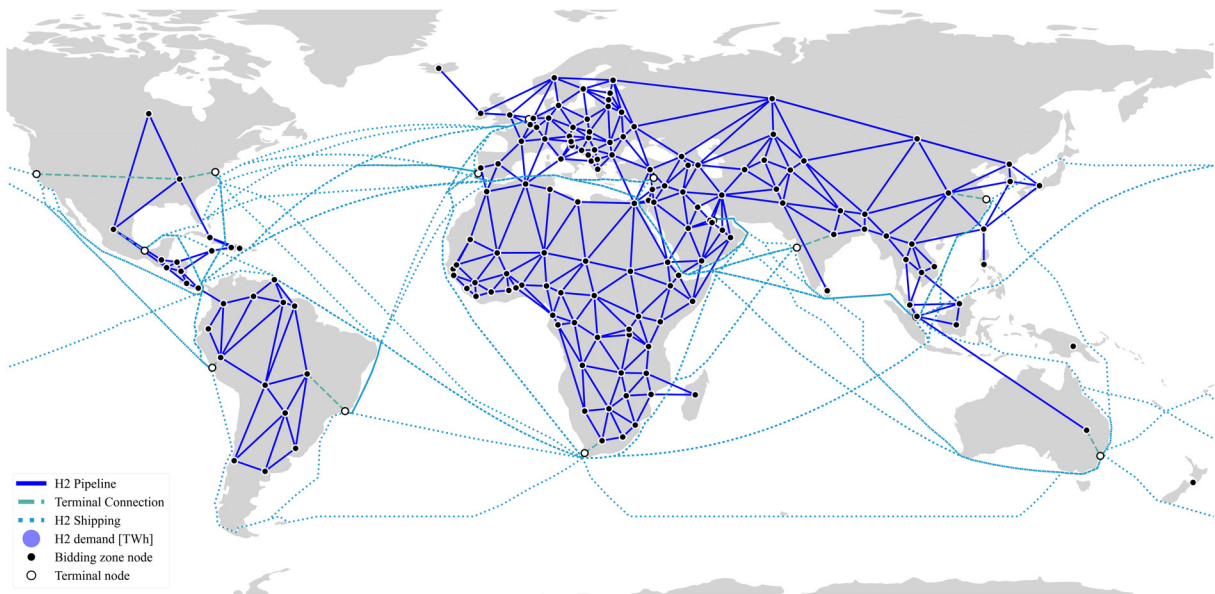 H2 Pipeline
Terminal Connection
H2 Shipping
H2 demand [TWh]
Bidding zone node
Terminal node